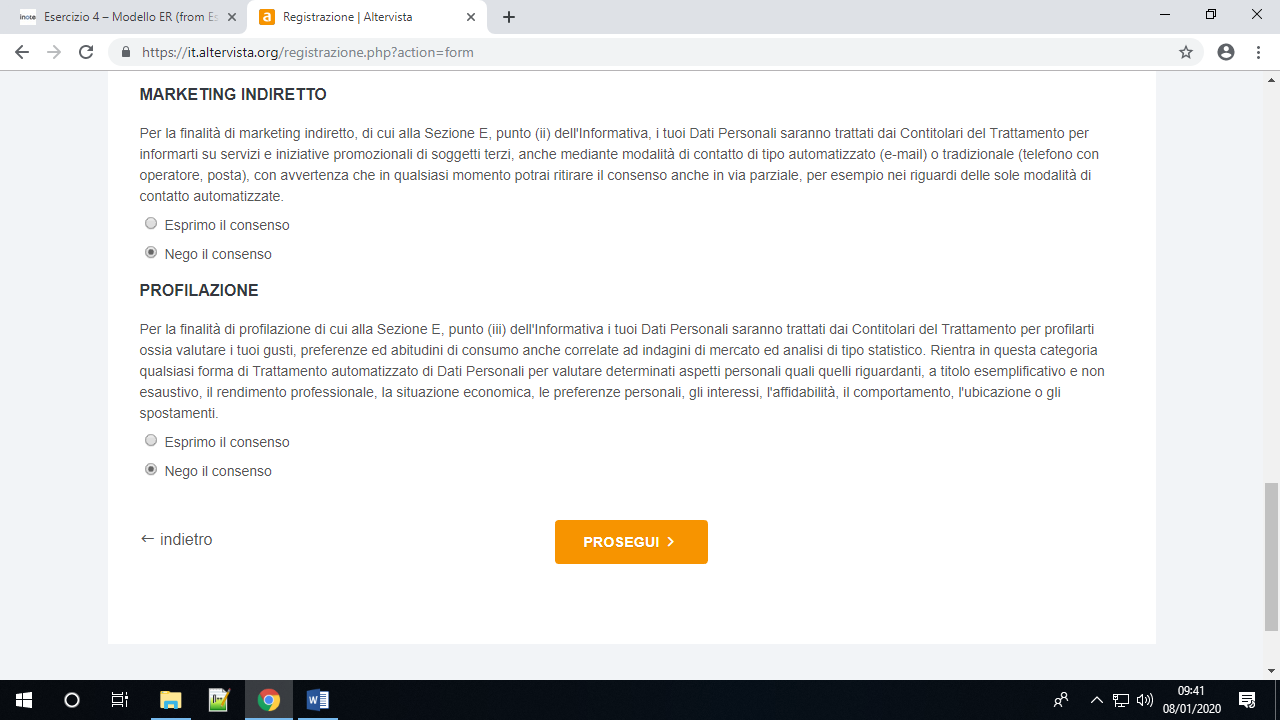 Esercizio 4 – Modello ER (from Es
Registrazione | Altervista
https://it.altervista.org/registrazione.php?action=form
MARKETING INDIRETTO
Per la finalità di marketing indiretto, di cui alla Sezione E, punto (ii) dell'Informativa, i tuoi Dati Personali saranno trattati dai Contitolari del Trattamento per
informarti su servizi e iniziative promozionali di soggetti terzi, anche mediante modalità di contatto di tipo automatizzato (e-mail) o tradizionale (telefono con
operatore, posta), con avvertenza che in qualsiasi momento potrai ritirare il consenso anche in via parziale, per esempio nei riguardi delle sole modalità di
contatto automatizzate.
Esprimo il consenso
Nego il consenso
PROFILAZIONE
Per la finalità di profilazione di cui alla Sezione E, punto (iii) dell'Informativa i tuoi Dati Personali saranno trattati dai Contitolari del Trattamento per profilarti
ossia valutare i tuoi gusti, preferenze ed abitudini di consumo anche correlate ad indagini di mercato ed analisi di tipo statistico. Rientra in questa categoria
qualsiasi forma di Trattamento automatizzato di Dati Personali per valutare determinati aspetti personali quali quelli riguardanti, a titolo esemplificativo e non
esaustivo, il rendimento professionale, la situazione economica, le preferenze personali, gli interessi, l'affidabilità, il comportamento, l'ubicazione o gli
spostamenti.
Esprimo il consenso
Nego il consenso
← indietro
PROSEGUI >
09:41
08/01/2020